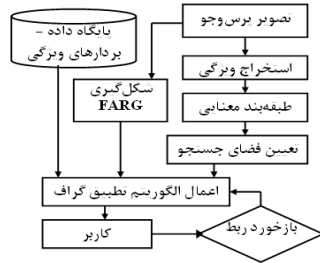 تصویر پرس‌وجو
پایگاه داده –
بردارهای ویژگی
استخراج ویژگی
شکل‌گیری
FARG
طبقه‌بند معنایی
تعیین فضای جستجو
اعمال الگوریتم تطبیق گراف
کاربر
بازخورد ربط